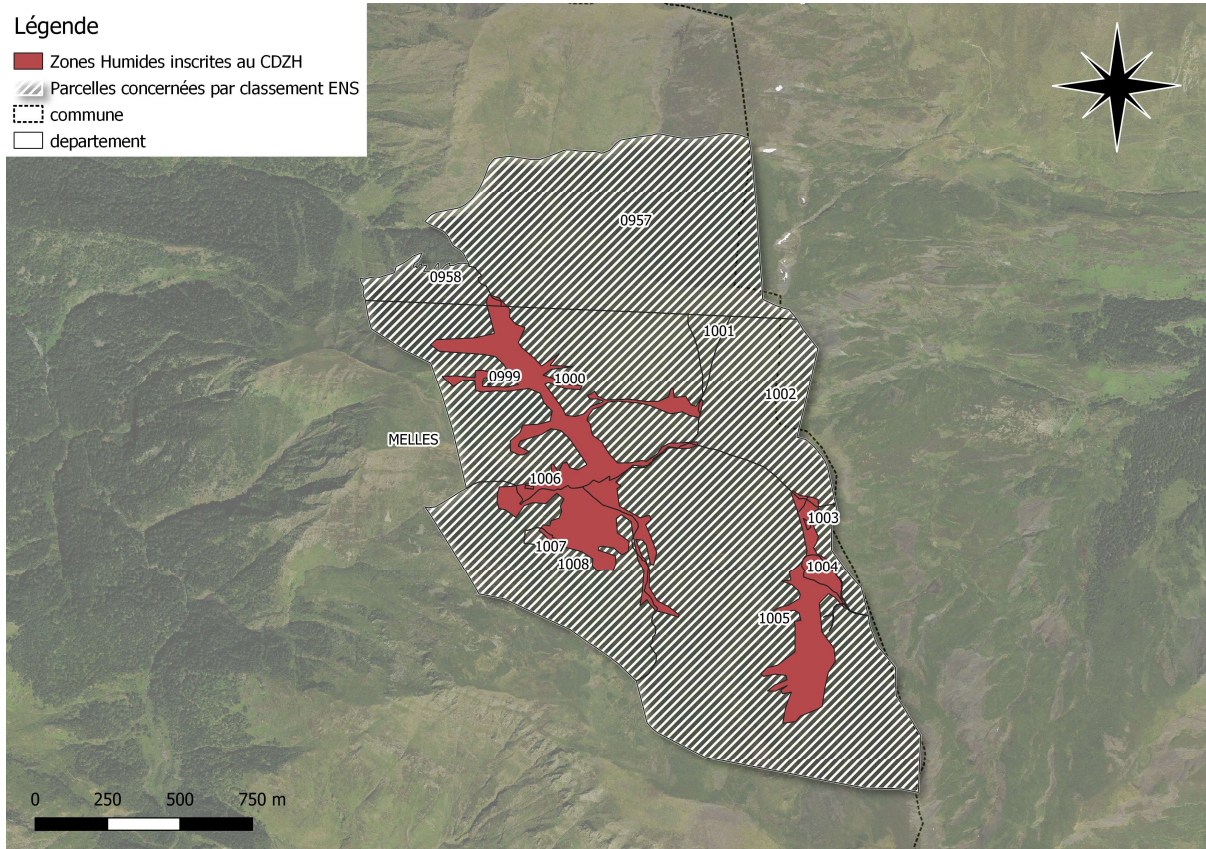 Légende
Zones Humides inscrites au CDZH
Parcelles concernées par classement ENS
commune
departement
0957
0958
1001
0999
1000
1002
MELLES
1006
1003
1007
1008
1004
1005
0 250 500 750 m